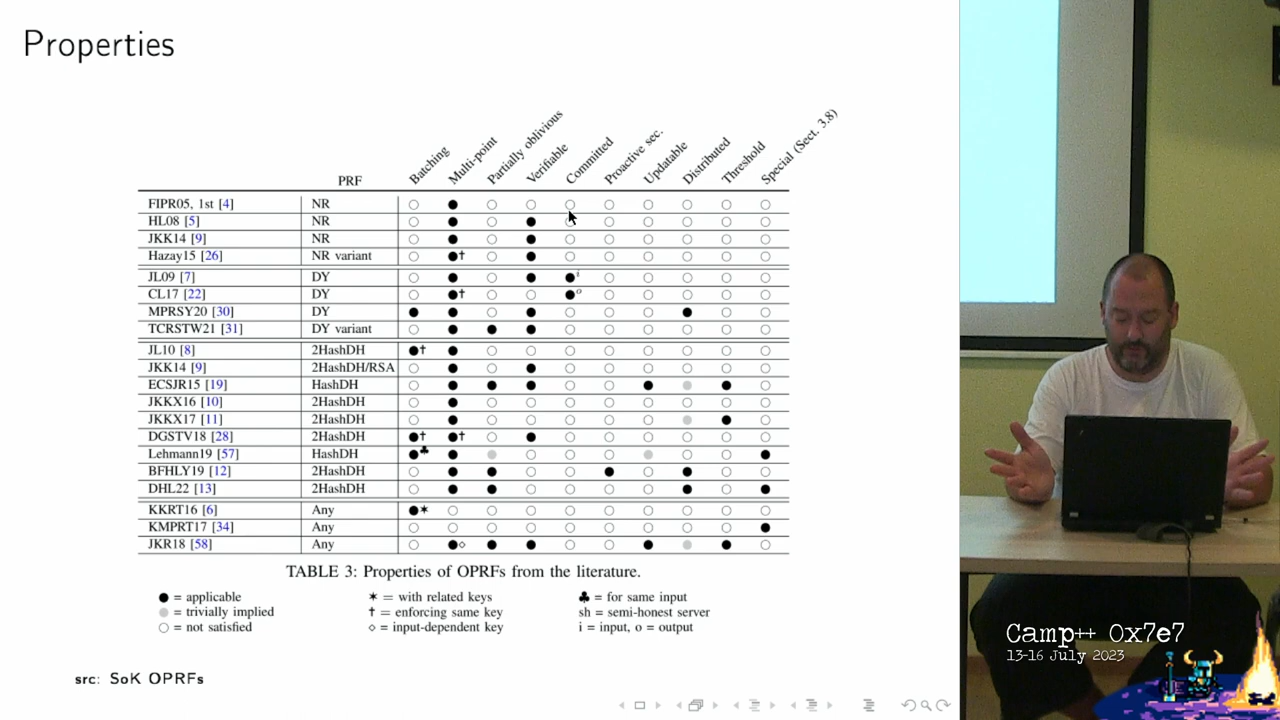 Properties
PRF Batching Multi-point Partially oblivious Verifiable Committed Proactive sec. Updatable Distributed Threshold Special (Sect. 3.8)
FIPR05, 1st [4] NR ○ ● ○ ○ ○ ○ ○ ○ ○ ○
HL08 [5] NR ○ ● ○ ● ○ ○ ○ ○ ○ ○
JKK14 [9] NR ○ ● ○ ● ○ ○ ○ ○ ○ ○
Hazay15 [26] NR variant ○ ●† ○ ● ○ ○ ○ ○ ○ ○
JL09 [7] DY ○ ● ○ ● ●i ○ ○ ○ ○ ○
CL17 [22] DY ○ ●† ○ ○ ●o ○ ○ ○ ○ ○
MPRSY20 [30] DY ● ● ○ ● ○ ○ ○ ● ○ ○
TCRSTW21 [31] DY variant ○ ● ● ● ○ ○ ○ ○ ○ ○
JL10 [8] 2HashDH ●† ● ○ ○ ○ ○ ○ ○ ○ ○
JKK14 [9] 2HashDH/RSA ○ ● ○ ● ○ ○ ○ ○ ○ ○
ECSJR15 [19] HashDH ○ ● ● ● ○ ○ ● ● ● ○
JKKX16 [10] 2HashDH ○ ● ○ ○ ○ ○ ○ ○ ○ ○
JKKX17 [11] 2HashDH ○ ● ○ ○ ○ ○ ○ ● ● ○
DGSTV18 [28] 2HashDH ●† ●† ○ ● ○ ○ ○ ○ ○ ○
Lehmann19 [57] HashDH ●♣ ● ● ○ ○ ○ ● ○ ○ ●
BFHLY19 [12] 2HashDH ○ ● ● ○ ○ ● ○ ● ○ ○
DHL22 [13] 2HashDH ○ ● ● ○ ○ ○ ○ ● ○ ●
KKRT16 [6] Any ●★ ○ ○ ○ ○ ○ ○ ○ ○ ○
KMPRT17 [34] Any ○ ○ ○ ○ ○ ○ ○ ○ ○ ●
JKR18 [58] Any ○ ●◇ ● ● ○ ○ ● ● ● ○
TABLE 3: Properties of OPRFs from the literature.
● = applicable ★ = with related keys ♣ = for same input
● = trivially implied † = enforcing same key sh = semi-honest server
○ = not satisfied ◇ = input-dependent key i = input, o = output
src: SoK OPRFs
Camp++ 0x7e7
13-16 July 2023